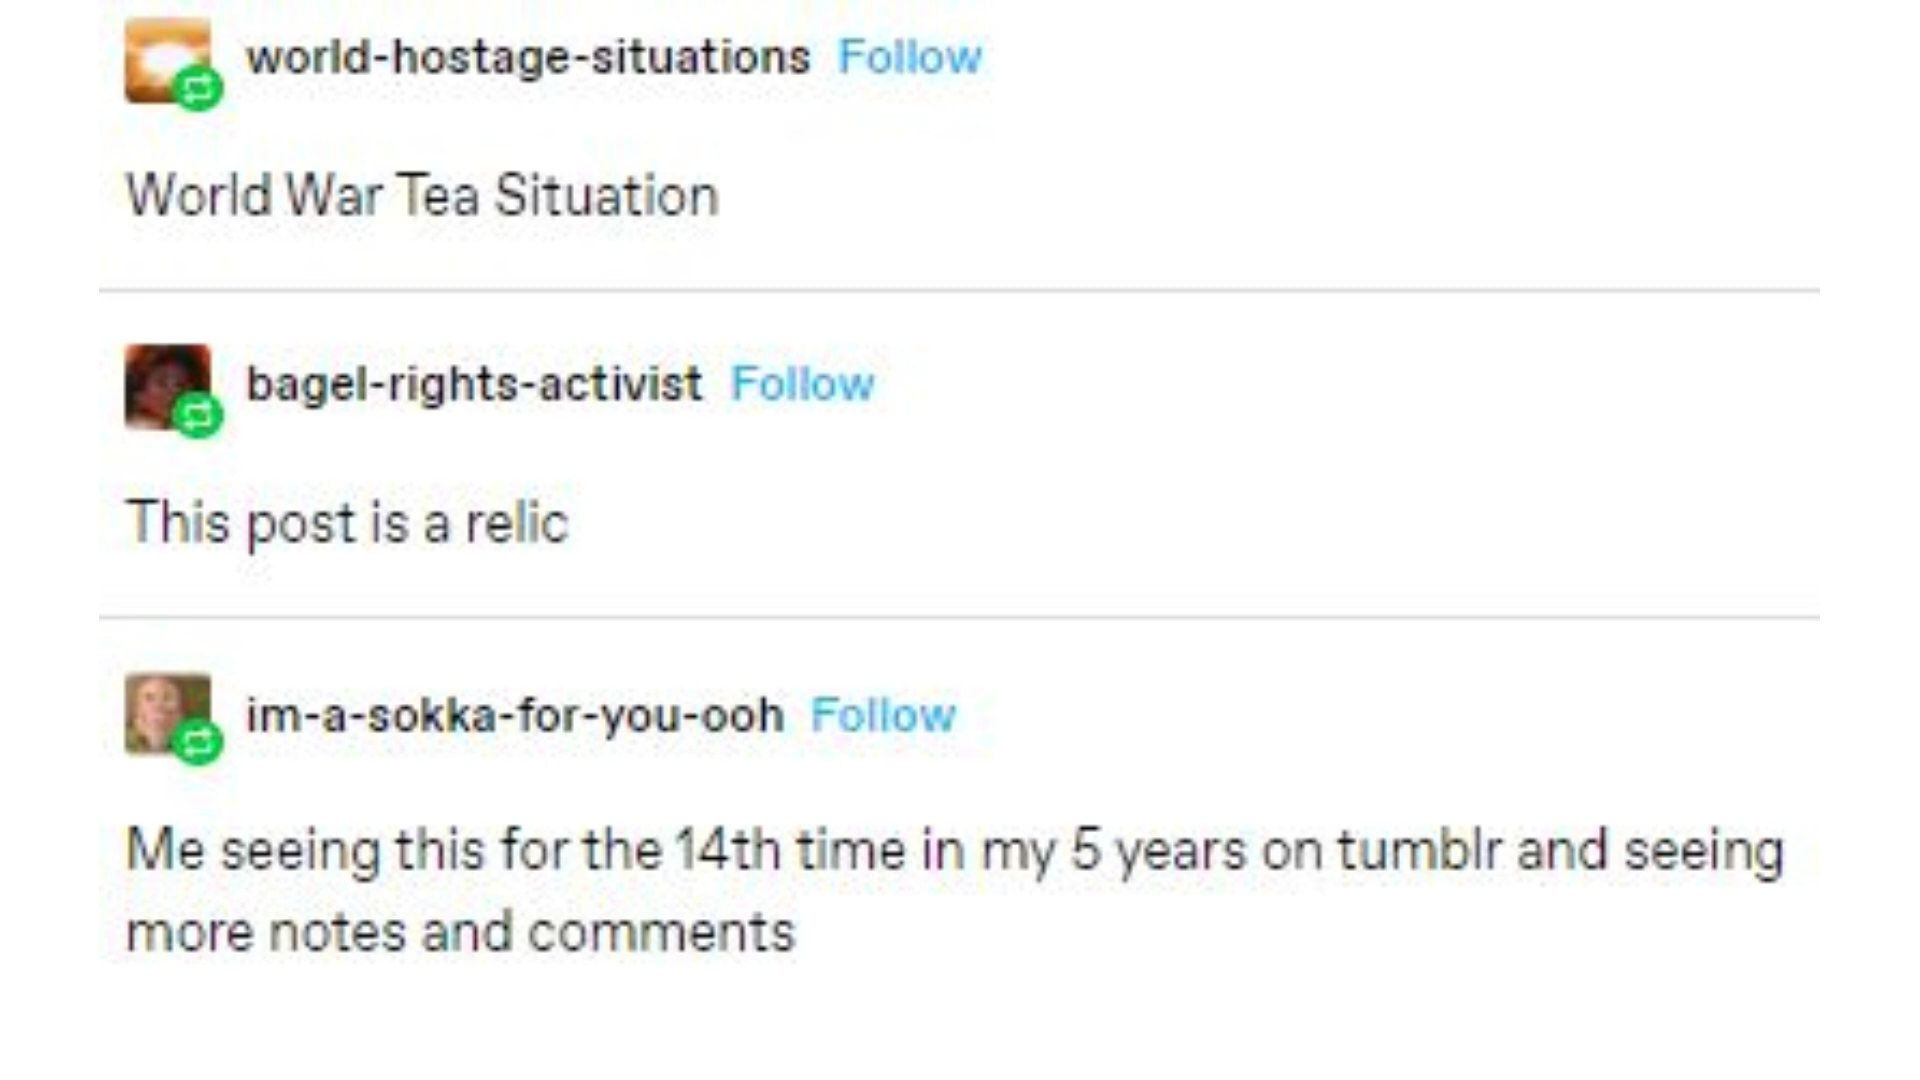 world-hostage-situations Follow
World War Tea Situation
bagel-rights-activist Follow
This post is a relic
im-a-sokka-for-you-ooh Follow
Me seeing this for the 14th time in my 5 years on tumblr and seeing
more notes and comments